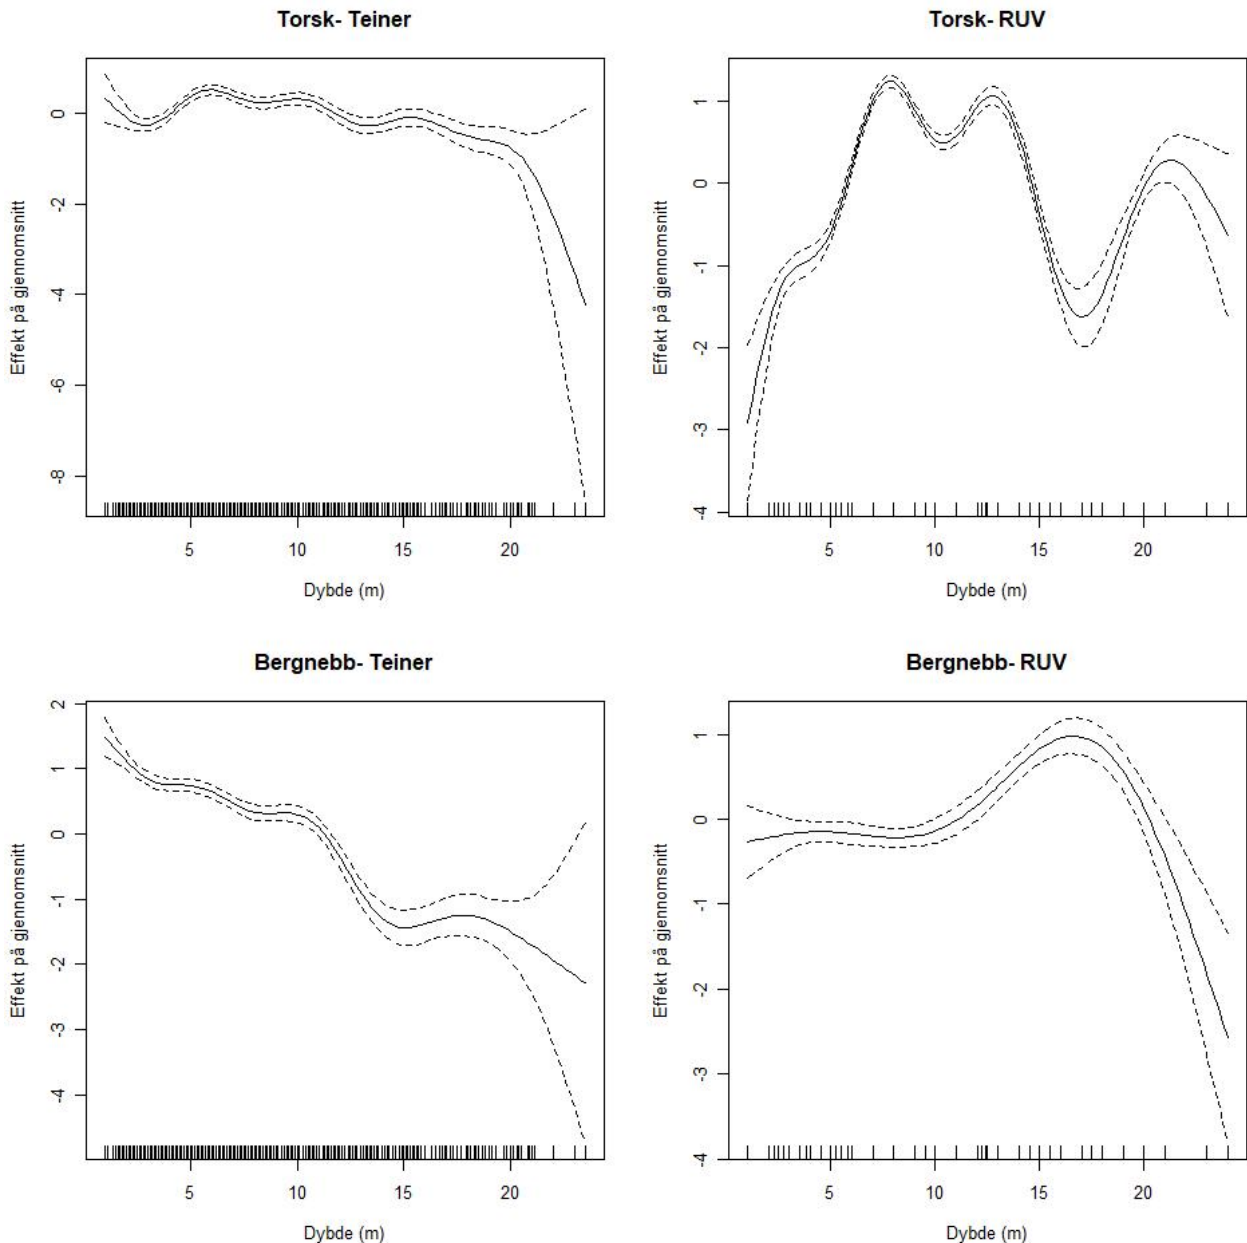 Torsk- Teiner
Effekt på gjennomsnitt
0
-2
-4
-6
-8
5 10 15 20
Dybde (m)
Torsk- RUV
Effekt på gjennomsnitt
1
0
-1
-2
-3
-4
5 10 15 20
Dybde (m)
Bergnebb- Teiner
Effekt på gjennomsnitt
2
1
0
-1
-2
-3
-4
5 10 15 20
Dybde (m)
Bergnebb- RUV
Effekt på gjennomsnitt
1
0
-1
-2
-3
-4
5 10 15 20
Dybde (m)